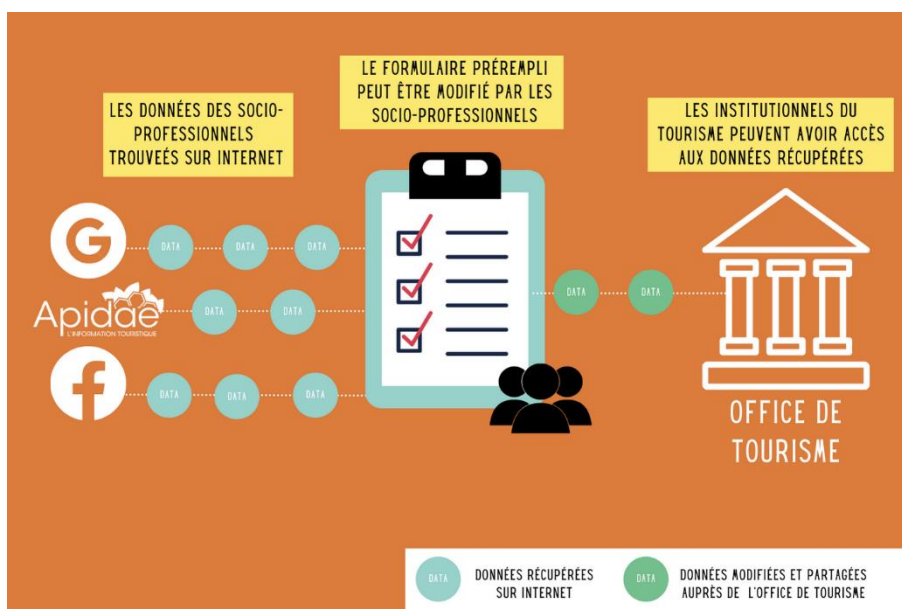 LES DONNÉES DES SOCIO-
PROFESSIONNELS
TROUVEÉS SUR INTERNET
LE FORMULAIRE PRÉREMPLI
PEUT ÊTRE MODIFIÉ PAR LES
SOCIO-PROFESSIONNELS
LES INSTITUTIONNELS DU
TOURISME PEUVENT AVOIR ACCÈS
AUX DONNÉES RÉCUPÉRÉES
G
DATA
DATA
DATA
Apidae
L'INFORMATION TOURISTIQUE
DATA
DATA
f
DATA
DATA
DATA
DATA
DATA
OFFICE DE
TOURISME
DATA
DONNÉES RÉCUPÉRÉES
SUR INTERNET
DATA
DONNÉES MODIFIÉES ET PARTAGÉES
AUPRÈS DE L'OFFICE DE TOURISME